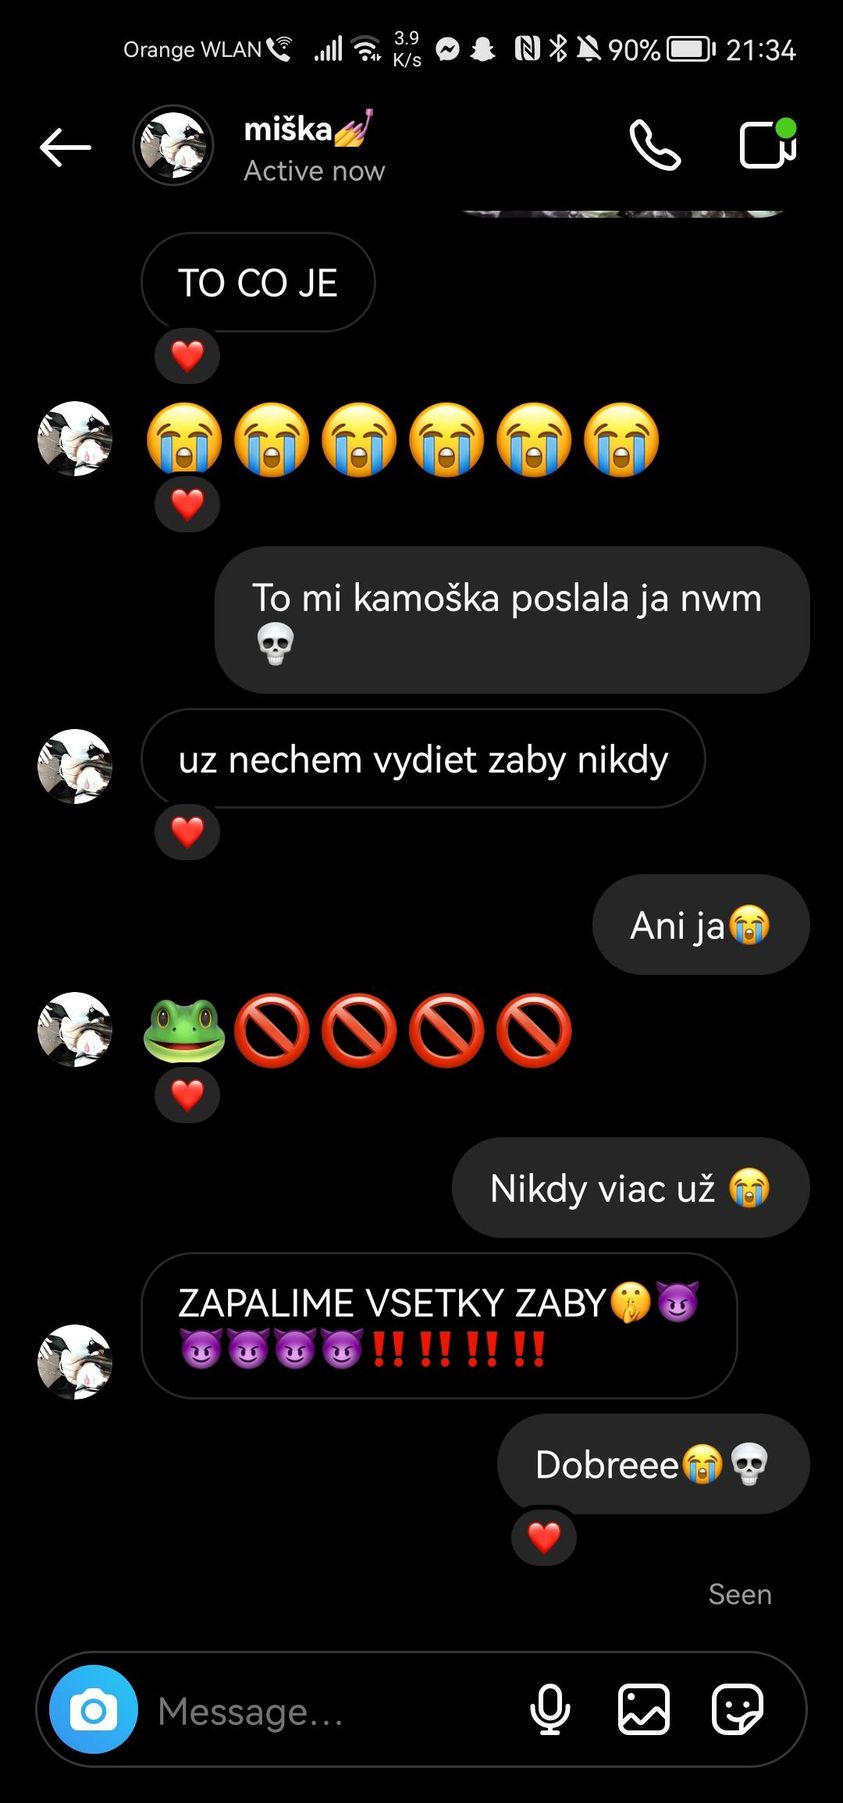 Orange WLAN 3.9 K/s 90% 21:34
miška💅
Active now
TO CO JE
❤️
😭😭😭😭😭😭
❤️
To mi kamoška poslala ja nwm
💀
uz nechem vydiet zaby nikdy
❤️
Ani ja😭
🐸🚫🚫🚫🚫
❤️
Nikdy viac už 😭
ZAPALIME VSETKY ZABY🤫😈
😈😈😈😈‼️‼️‼️‼️
Dobreee😭💀
❤️
Seen
Message...